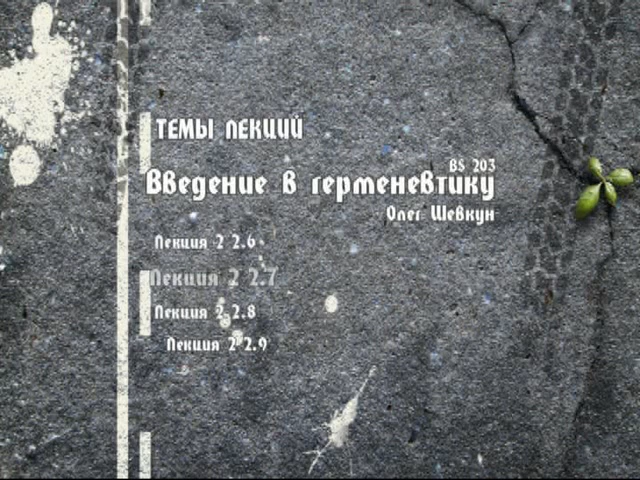 ТЕМЫ ЛЕКЦИЙ
BS 203
Введение в герменевтику
Олег Шевкун
Лекция 2 2.6
Лекция 2 2.7
Лекция 2 2.8
Лекция 2 2.9